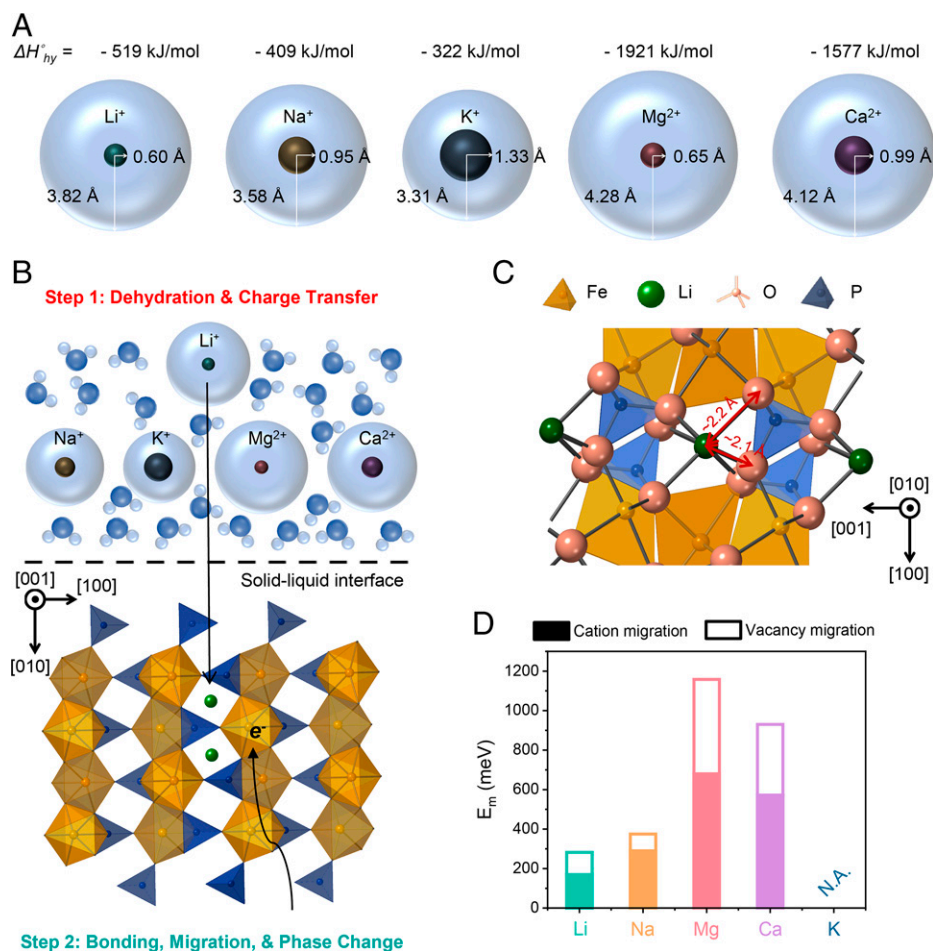 A
ΔH°hy = - 519 kJ/mol - 409 kJ/mol - 322 kJ/mol - 1921 kJ/mol - 1577 kJ/mol
Li⁺ Na⁺ K⁺ Mg²⁺ Ca²⁺
0.60 Å 0.95 Å 1.33 Å 0.65 Å 0.99 Å
3.82 Å 3.58 Å 3.31 Å 4.28 Å 4.12 Å
B
Step 1: Dehydration & Charge Transfer
Li⁺
Na⁺ K⁺ Mg²⁺ Ca²⁺
Solid-liquid interface
[001]
[100]
[010]
e⁻
Step 2: Bonding, Migration, & Phase Change
C
Fe Li O P
~2.2 Å
~2.1 Å
[010]
[001]
[100]
D
Cation migration Vacancy migration
Eₘ (meV)
1200
1000
800
600
400
200
0
N.A.
Li Na Mg Ca K